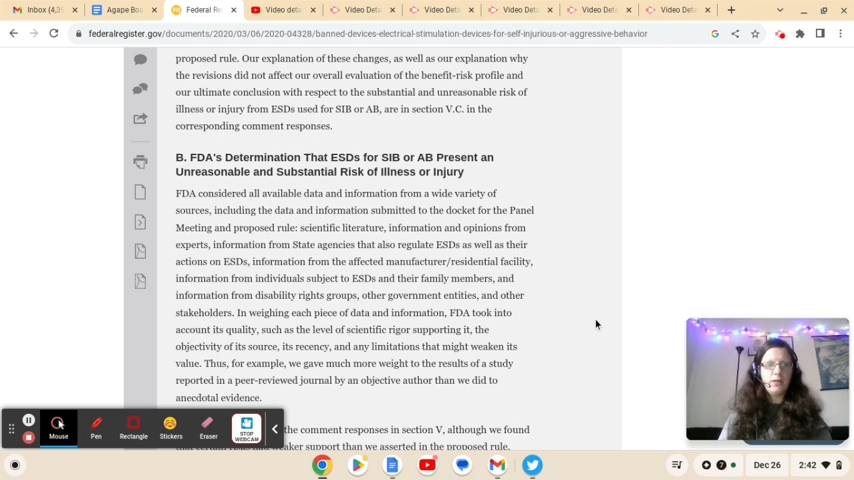 Inbox (4,35
Agape Boa
Federal Re
Video deta
Video Deta
Video Deta
Video Deta
Video Deta
Video Deta
federalregister.gov/documents/2020/03/06/2020-04328/banned-devices-electrical-stimulation-devices-for-self-injurious-or-aggressive-behavior
proposed rule. Our explanation of these changes, as well as our explanation why
the revisions did not affect our overall evaluation of the benefit-risk profile and
our ultimate conclusion with respect to the substantial and unreasonable risk of
illness or injury from ESDs used for SIB or AB, are in section V.C. in the
corresponding comment responses.
B. FDA's Determination That ESDs for SIB or AB Present an
Unreasonable and Substantial Risk of Illness or Injury
FDA considered all available data and information from a wide variety of
sources, including the data and information submitted to the docket for the Panel
Meeting and proposed rule: scientific literature, information and opinions from
experts, information from State agencies that also regulate ESDs as well as their
actions on ESDs, information from the affected manufacturer/residential facility,
information from individuals subject to ESDs and their family members, and
information from disability rights groups, other government entities, and other
stakeholders. In weighing each piece of data and information, FDA took into
account its quality, such as the level of scientific rigor supporting it, the
objectivity of its source, its recency, and any limitations that might weaken its
value. Thus, for example, we gave much more weight to the results of a study
reported in a peer-reviewed journal by an objective author than we did to
anecdotal evidence.
the comment responses in section V, although we found
support than we asserted in the proposed rule.
Mouse
Pen
Rectangle
Stickers
Eraser
STOP
WEBCAM
7
Dec 26
2:42